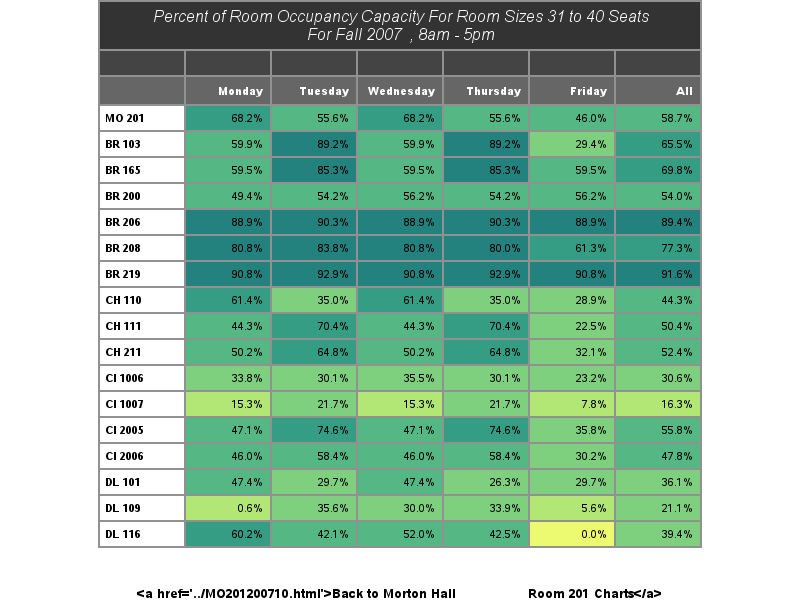 Percent of Room Occupancy Capacity For Room Sizes 31 to 40 Seats
For Fall 2007 , 8am - 5pm
Monday Tuesday Wednesday Thursday Friday All
MO 201 68.2% 55.6% 68.2% 55.6% 46.0% 58.7%
BR 103 59.9% 89.2% 59.9% 89.2% 29.4% 65.5%
BR 165 59.5% 85.3% 59.5% 85.3% 59.5% 69.8%
BR 200 49.4% 54.2% 56.2% 54.2% 56.2% 54.0%
BR 206 88.9% 90.3% 88.9% 90.3% 88.9% 89.4%
BR 208 80.8% 83.8% 80.8% 80.0% 61.3% 77.3%
BR 219 90.8% 92.9% 90.8% 92.9% 90.8% 91.6%
CH 110 61.4% 35.0% 61.4% 35.0% 28.9% 44.3%
CH 111 44.3% 70.4% 44.3% 70.4% 22.5% 50.4%
CH 211 50.2% 64.8% 50.2% 64.8% 32.1% 52.4%
CI 1006 33.8% 30.1% 35.5% 30.1% 23.2% 30.6%
CI 1007 15.3% 21.7% 15.3% 21.7% 7.8% 16.3%
CI 2005 47.1% 74.6% 47.1% 74.6% 35.8% 55.8%
CI 2006 46.0% 58.4% 46.0% 58.4% 30.2% 47.8%
DL 101 47.4% 29.7% 47.4% 26.3% 29.7% 36.1%
DL 109 0.6% 35.6% 30.0% 33.9% 5.6% 21.1%
DL 116 60.2% 42.1% 52.0% 42.5% 0.0% 39.4%
<a href='../MO201200710.html'>Back to Morton Hall Room 201 Charts</a>